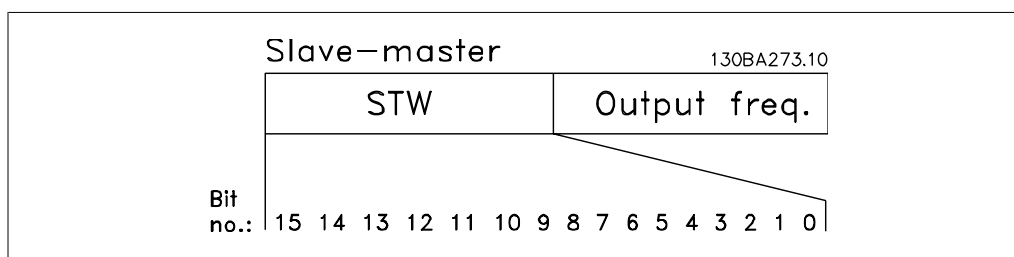 Slave-master 130BA273.10
STW Output freq.
Bit
no.: 15 14 13 12 11 10 9 8 7 6 5 4 3 2 1 0